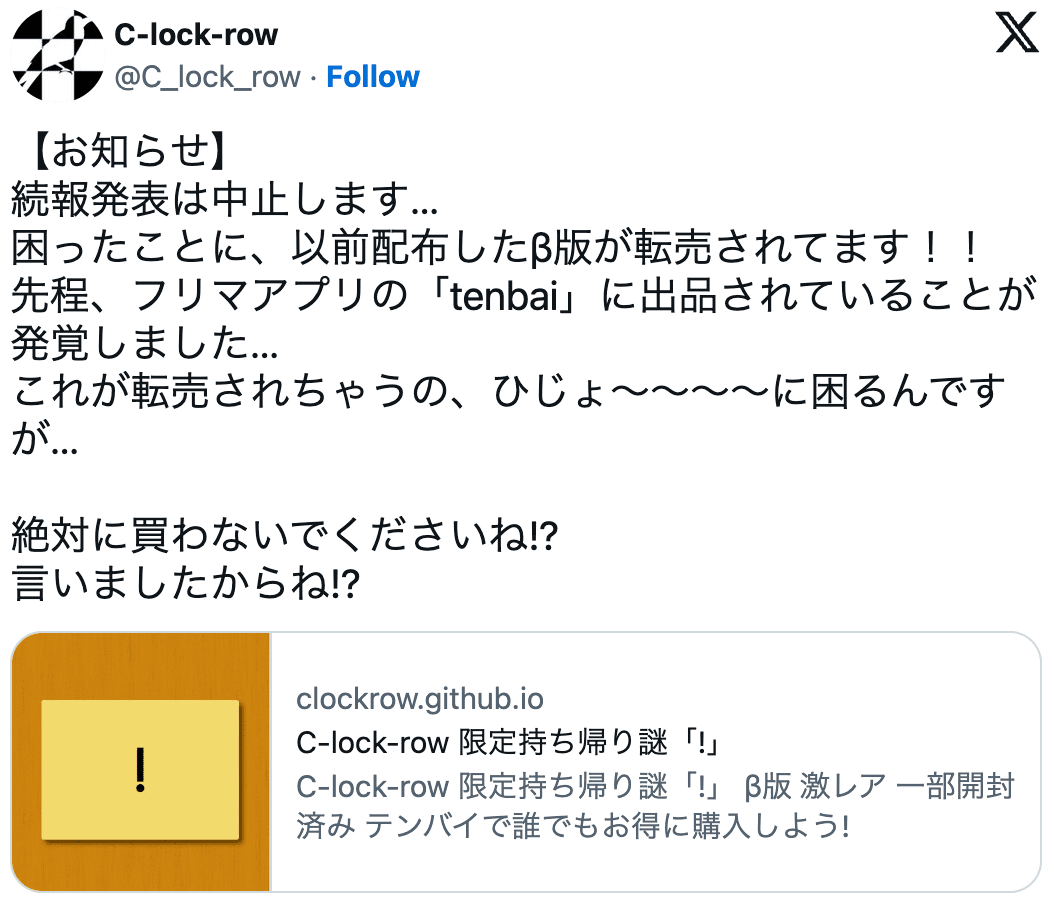 C-lock-row
@C_lock_row · Follow
【お知らせ】
続報発表は中止します...
困ったことに、以前配布したβ版が転売されてます！！
先程、フリマアプリの「tenbai」に出品されていることが
発覚しました...
これが転売されちゃうの、ひじょ〜〜〜〜に困るんです
が...
絶対に買わないでくださいね!?
言いましたからね!?
!
clockrow.github.io
C-lock-row 限定持ち帰り謎「!」
C-lock-row 限定持ち帰り謎「!」 β版 激レア 一部開封
済み テンバイで誰でもお得に購入しよう!